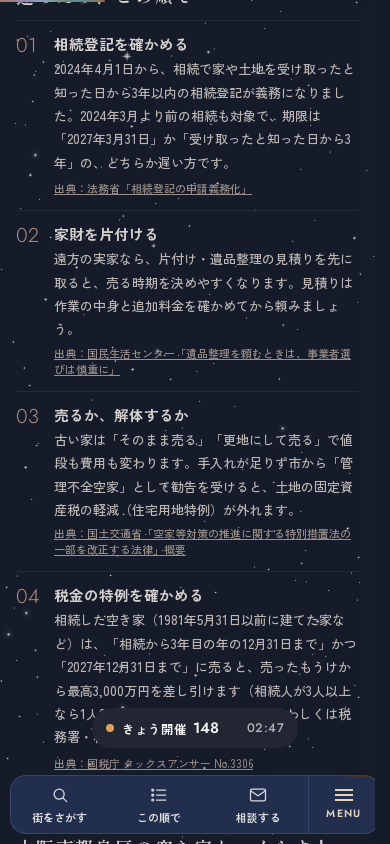 01 相続登記を確かめる
2024年4月1日から、相続で家や土地を受け取ったと
知った日から3年以内の相続登記が義務になりまし
た。2024年3月より前の相続も対象で、期限は
「2027年3月31日」か「受け取ったと知った日から3
年」の、どちらか遅い方です。
出典：法務省「相続登記の申請義務化」
02 家財を片付ける
遠方の実家なら、片付け・遺品整理の見積りを先に
取ると、売る時期を決めやすくなります。見積りは
作業の中身と追加料金を確かめてから頼みましょ
う。
出典：国民生活センター「遺品整理を頼むときは、事業者選
びは慎重に」
03 売るか、解体するか
古い家は「そのまま売る」「更地にして売る」で値
段も費用も変わります。手入れが足りず市から「管
理不全空家」として勧告を受けると、土地の固定資
産税の軽減（住宅用地特例）が外れます。
出典：国土交通省「空家等対策の推進に関する特別措置法の
一部を改正する法律」概要
04 税金の特例を確かめる
相続した空き家（1981年5月31日以前に建てた家な
ど）は、「相続から3年目の年の12月31日まで」かつ
「2027年12月31日まで」に売ると、売ったもうけか
ら最高3,000万円を差し引けます（相続人が3人以上
なら1人
わしくは税
務署・
きょう開催 148 02:47
出典：国税庁 タックスアンサー No.3306
街をさがす
この順で
相談する
MENU